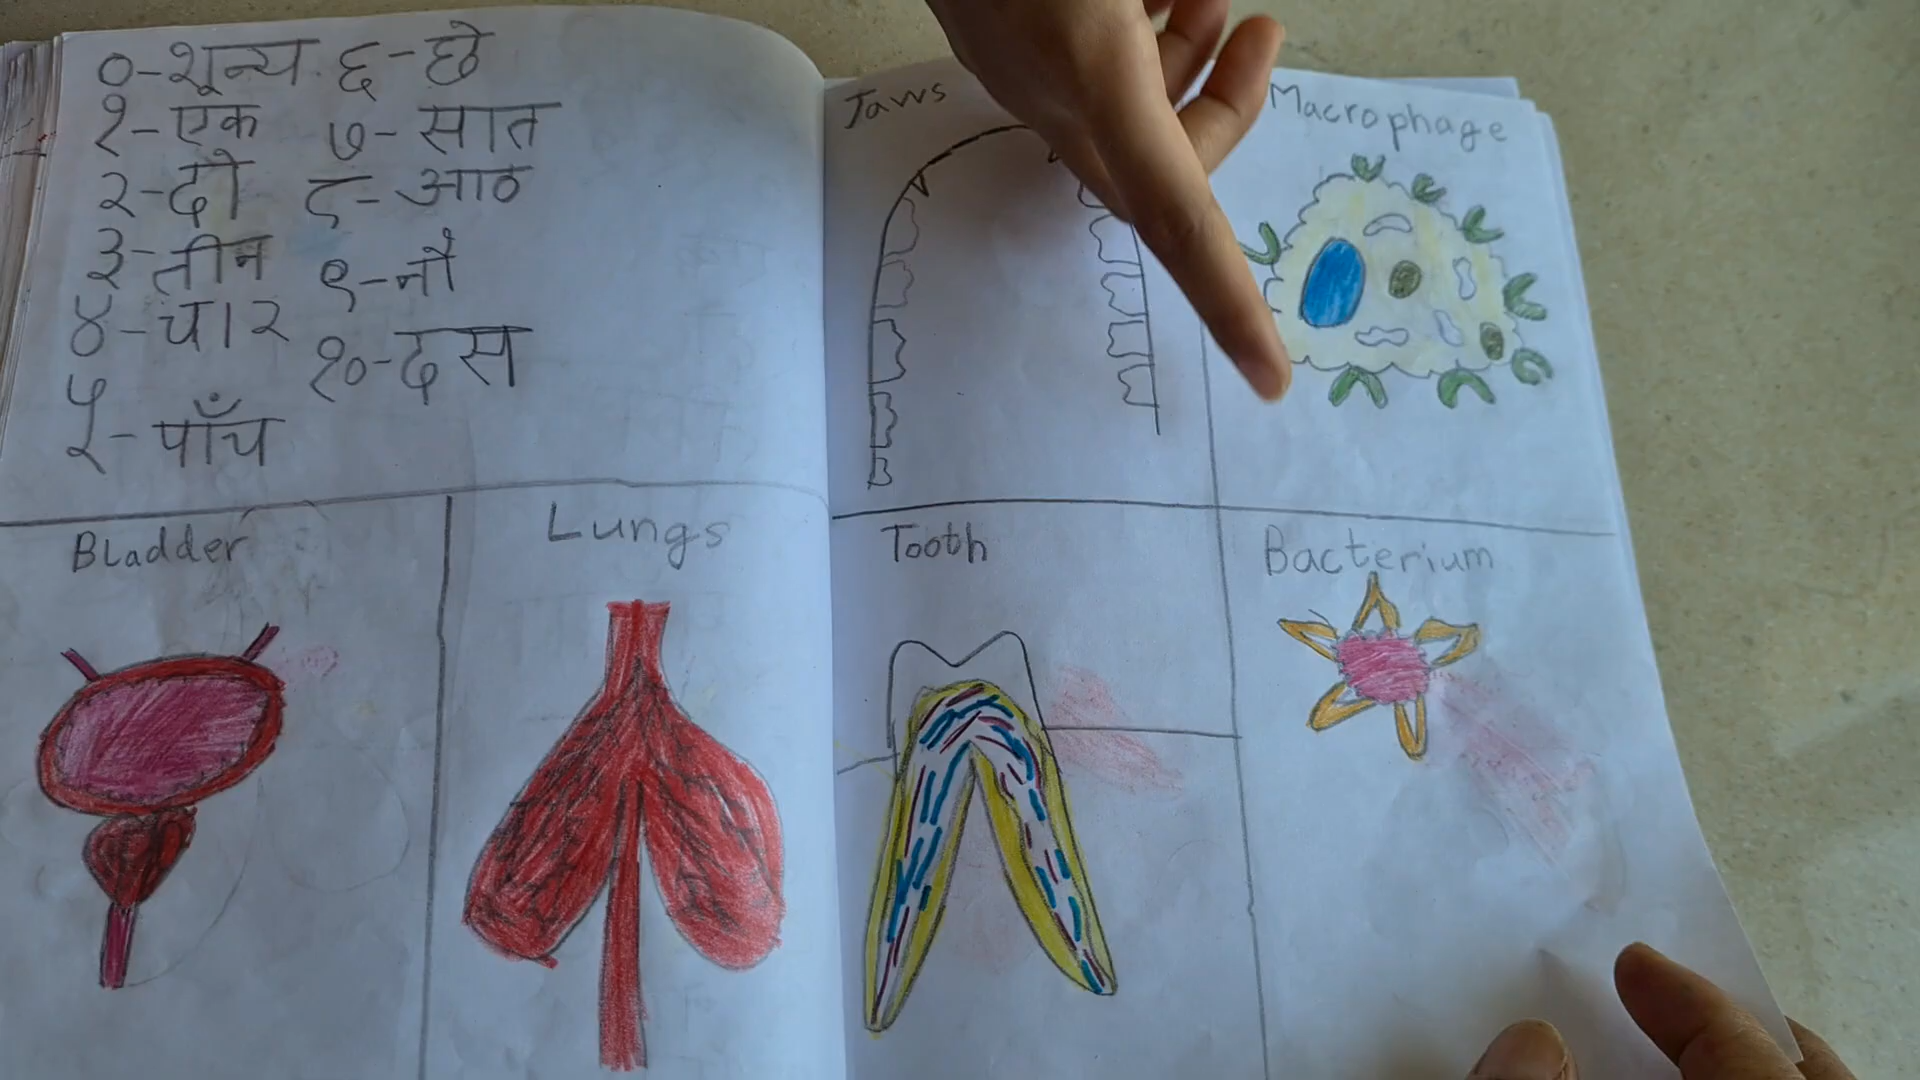 ०-शून्य
१-एक
२-दो
३-तीन
४-चार
५
५-पाँच
६-छे
७-सात
८-आठ
९-नौ
१०-दस
Bladder
Lungs
Jaws
Macrophage
Tooth
Bacterium